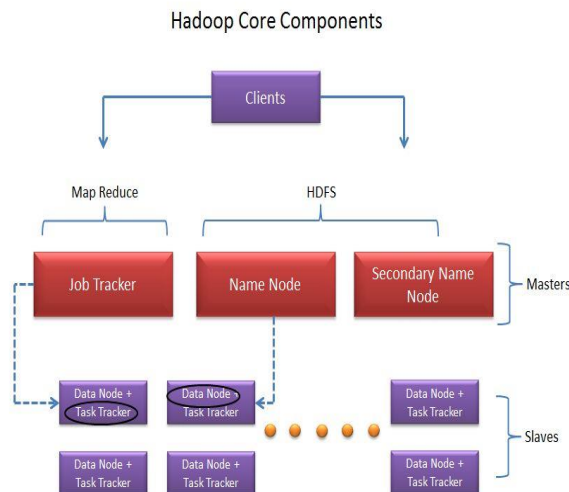 Hadoop Core Components
Clients
Map Reduce
HDFS
Job Tracker
Name Node
Secondary Name
Node
Masters
Data Node +
Task Tracker
Data Node +
Task Tracker
Data Node +
Task Tracker
Slaves
Data Node +
Task Tracker
Data Node +
Task Tracker
Data Node +
Task Tracker